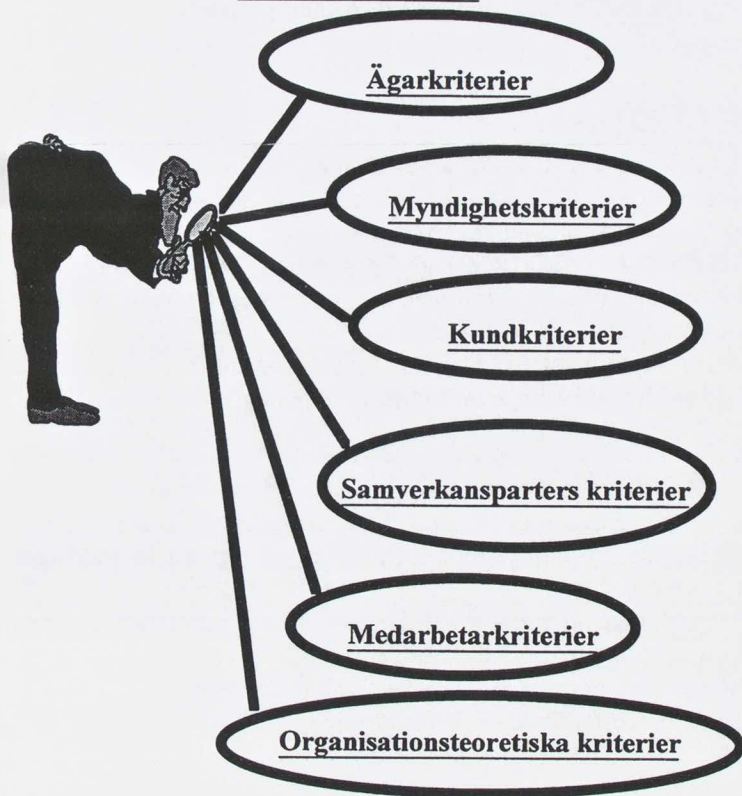 Ägarkriterier
Myndighetskriterier
Kundkriterier
Samverkansparters kriterier
Medarbetarkriterier
Organisationsteoretiska kriterier